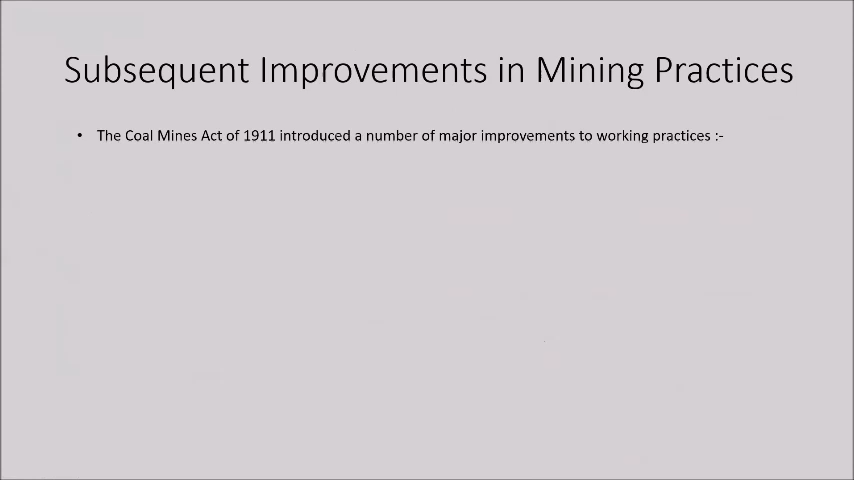 Subsequent Improvements in Mining Practices
• The Coal Mines Act of 1911 introduced a number of major improvements to working practices :-